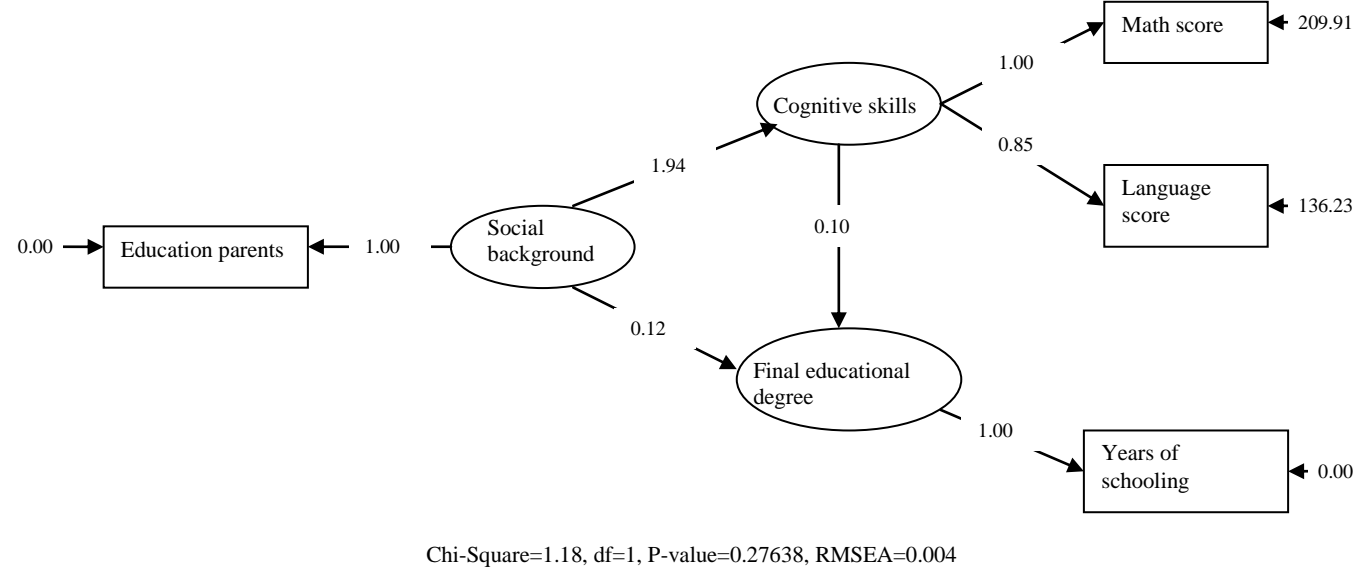 Math score
209.91
1.00
Cognitive skills
0.85
1.94
Language
score
136.23
0.10
Social
background
0.00
Education parents
1.00
0.12
Final educational
degree
1.00
Years of
schooling
0.00
Chi-Square=1.18, df=1, P-value=0.27638, RMSEA=0.004